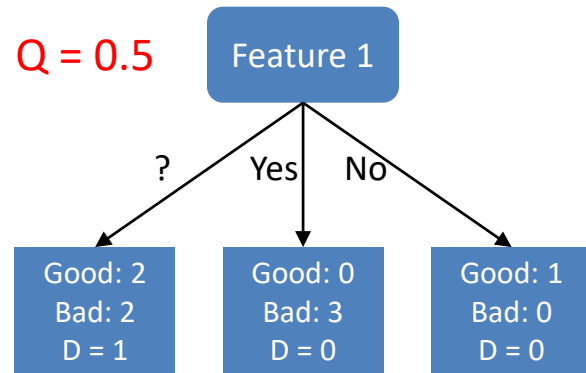 Q = 0.5
Feature 1
?
Yes
No
Good: 2
Bad: 2
D = 1
Good: 0
Bad: 3
D = 0
Good: 1
Bad: 0
D = 0